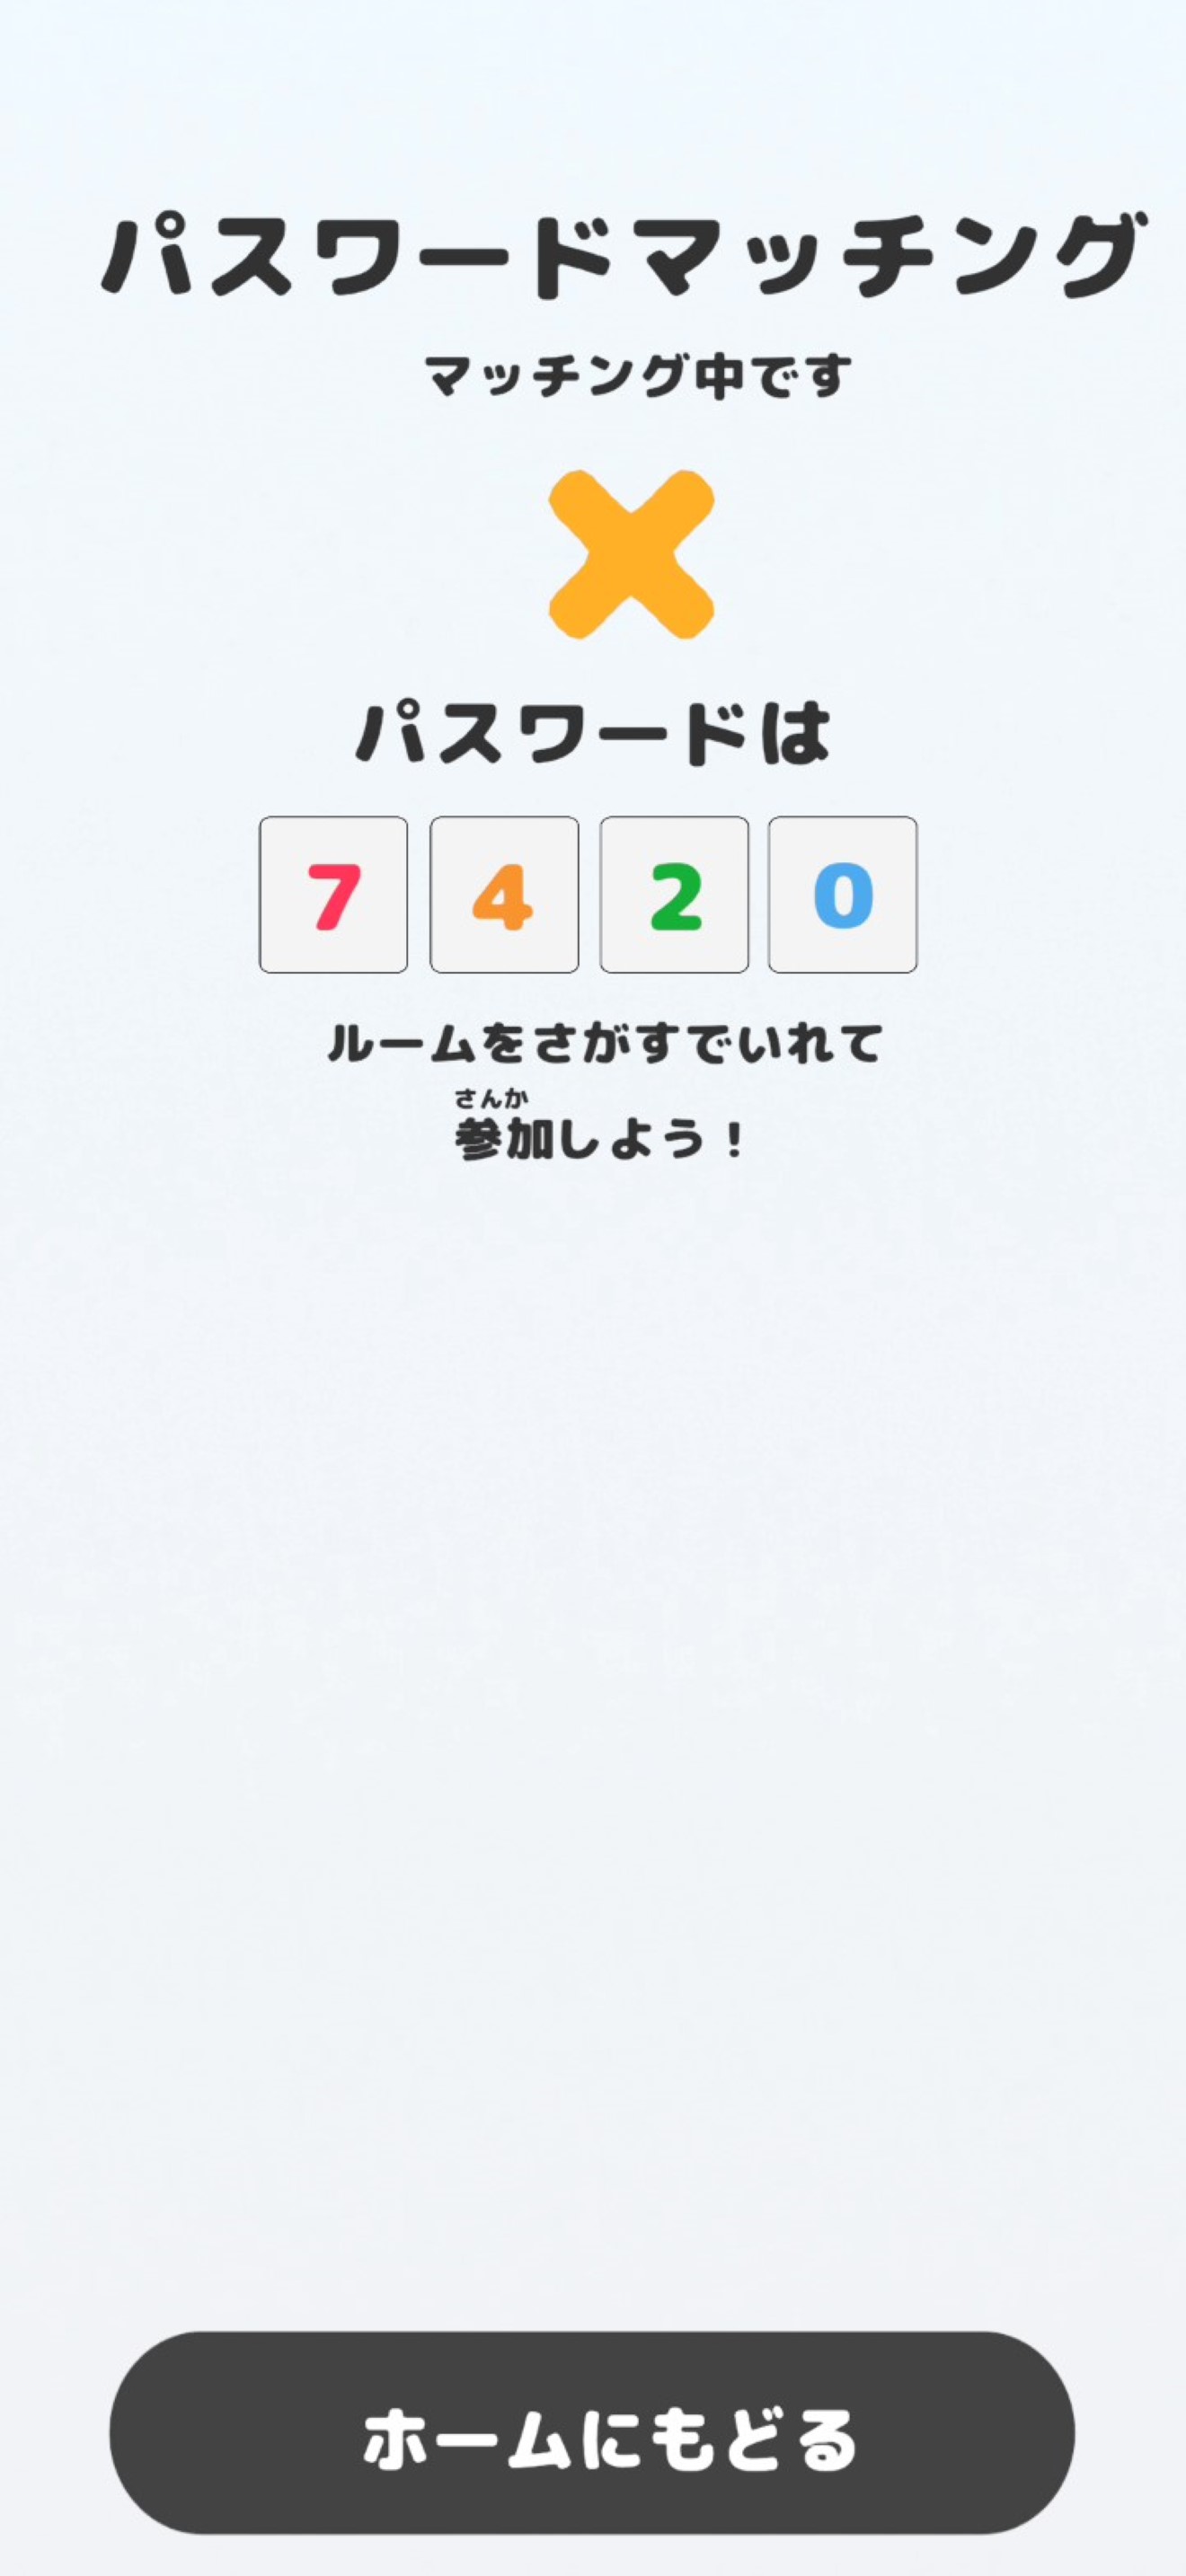 パスワードマッチング
マッチング中です
パスワードは
7 4 2 0
ルームをさがすでいれて
さんか
参加しよう！
ホームにもどる